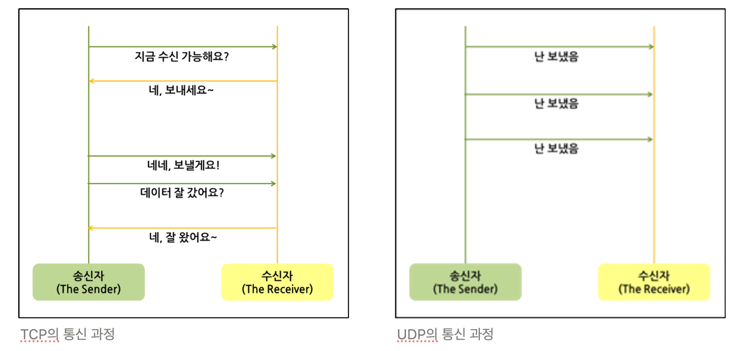 지금 수신 가능해요?
네, 보내세요~
네네, 보낼게요!
데이터 잘 갔어요?
네, 잘 왔어요~
송신자
(The Sender)
수신자
(The Receiver)
TCP의 통신 과정
난 보냈음
난 보냈음
난 보냈음
송신자
(The Sender)
수신자
(The Receiver)
UDP의 통신 과정